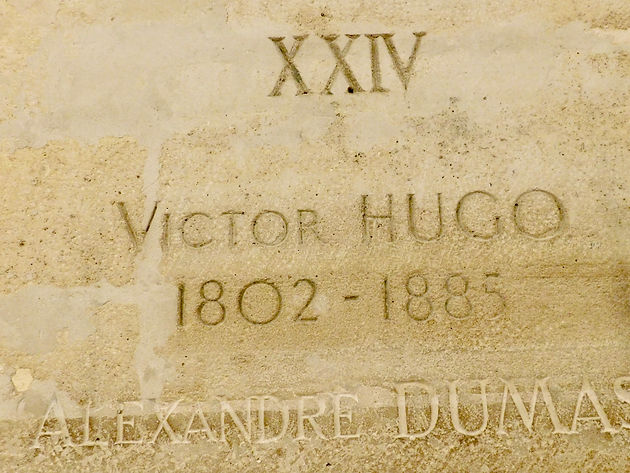 XXIV
VICTOR HUGO
1802 - 1885
ALEXANDRE DUMAS